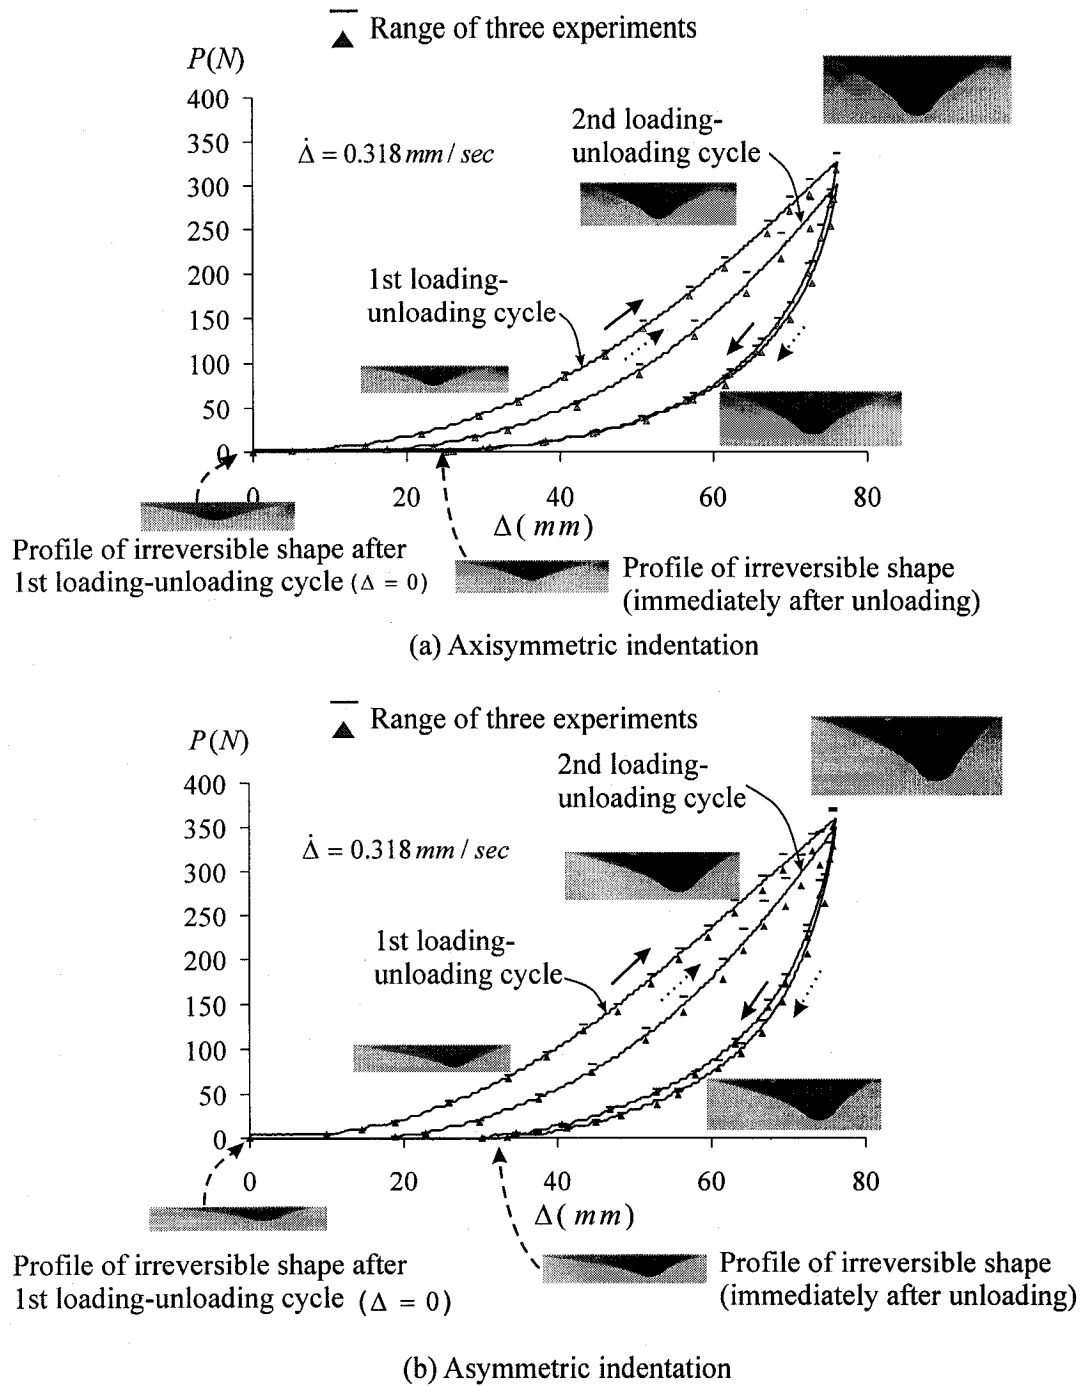 Range of three experiments
P(N)
400
350
300
250
200
150
100
50
0
Δ̇ = 0.318 mm / sec
2nd loading-
unloading cycle
1st loading-
unloading cycle
0
20
40
60
80
Δ( mm)
Profile of irreversible shape after
1st loading-unloading cycle (Δ = 0)
Profile of irreversible shape
(immediately after unloading)
(a) Axisymmetric indentation
Range of three experiments
P(N)
400
350
300
250
200
150
100
50
0
Δ̇ = 0.318 mm / sec
2nd loading-
unloading cycle
1st loading-
unloading cycle
0
20
40
60
80
Δ( mm)
Profile of irreversible shape after
1st loading-unloading cycle (Δ = 0)
Profile of irreversible shape
(immediately after unloading)
(b) Asymmetric indentation